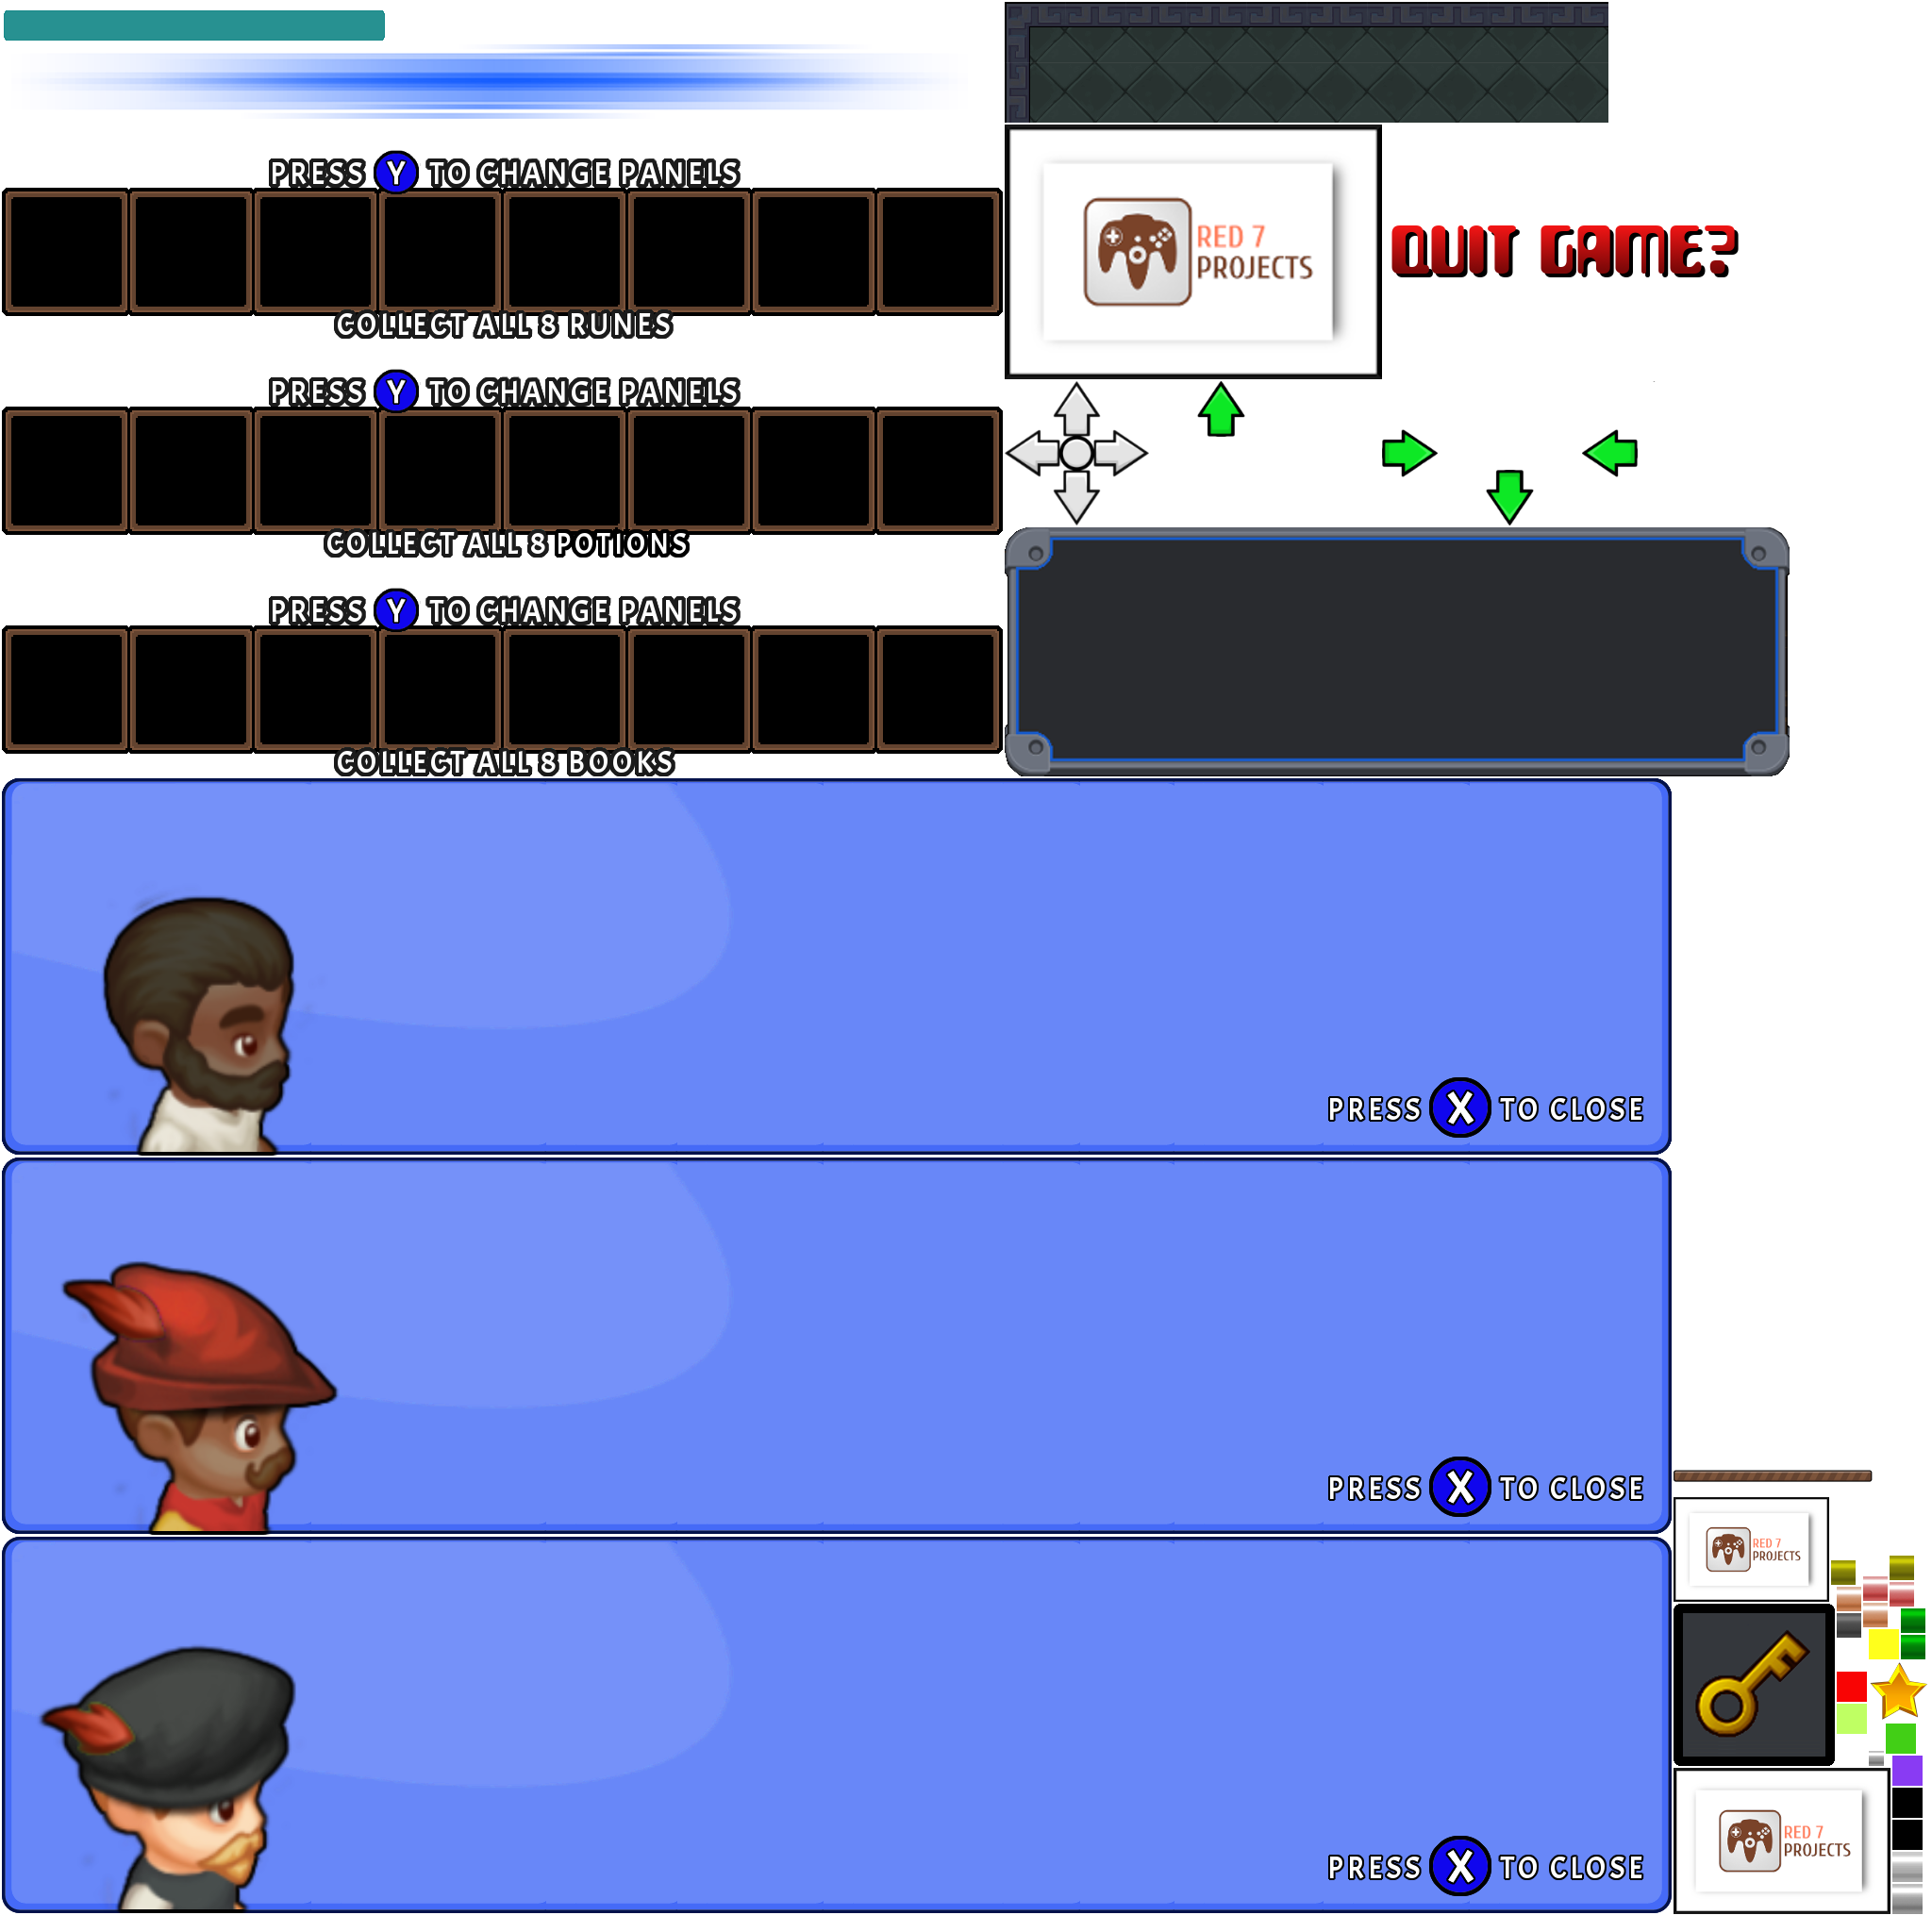 PRESS Y TO CHANGE PANELS
COLLECT ALL 8 RUNES
RED 7
PROJECTS
QUIT GAME?
PRESS Y TO CHANGE PANELS
COLLECT ALL 8 POTIONS
PRESS Y TO CHANGE PANELS
COLLECT ALL 8 BOOKS
PRESS X TO CLOSE
PRESS X TO CLOSE
RED 7
PROJECTS
PRESS X TO CLOSE
RED 7
PROJECTS